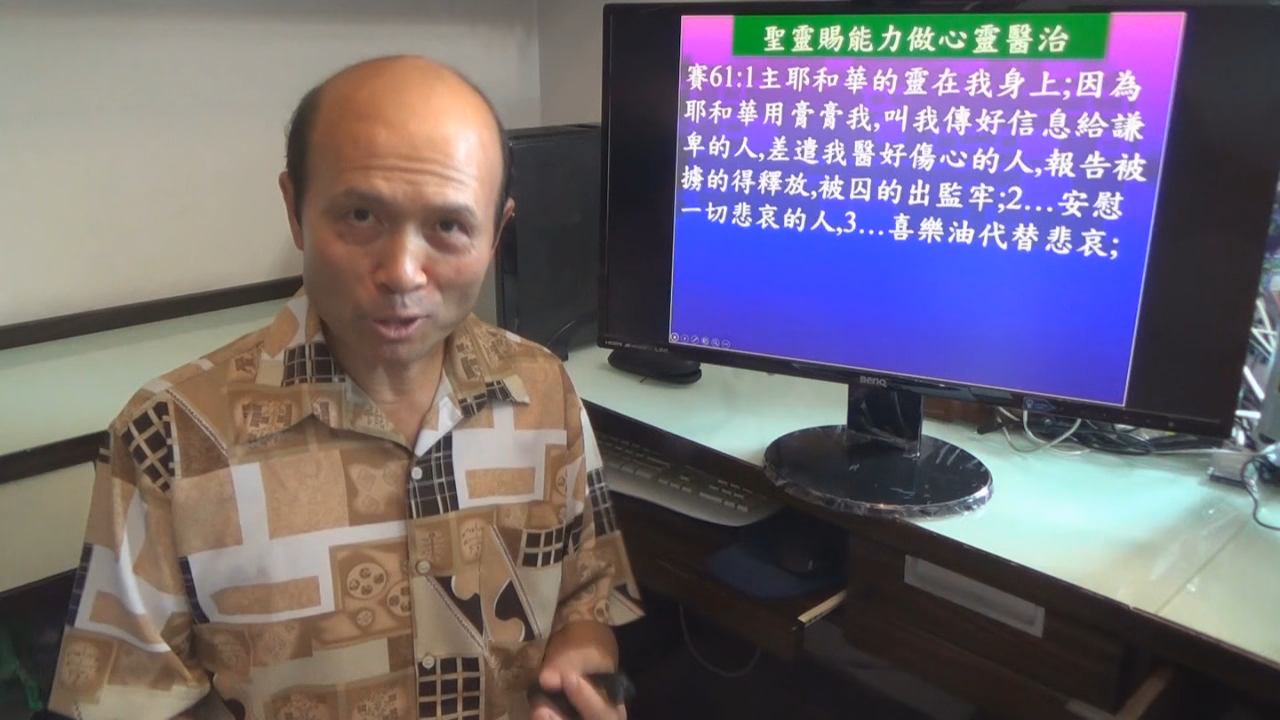 聖靈賜能力做心靈醫治
賽61:1主耶和華的靈在我身上;因為
耶和華用膏膏我,叫我傳好信息給謙
卑的人,差遣我醫好傷心的人,報告被
擄的得釋放,被囚的出監牢;2…安慰
一切悲哀的人,3…喜樂油代替悲哀;
BenQ